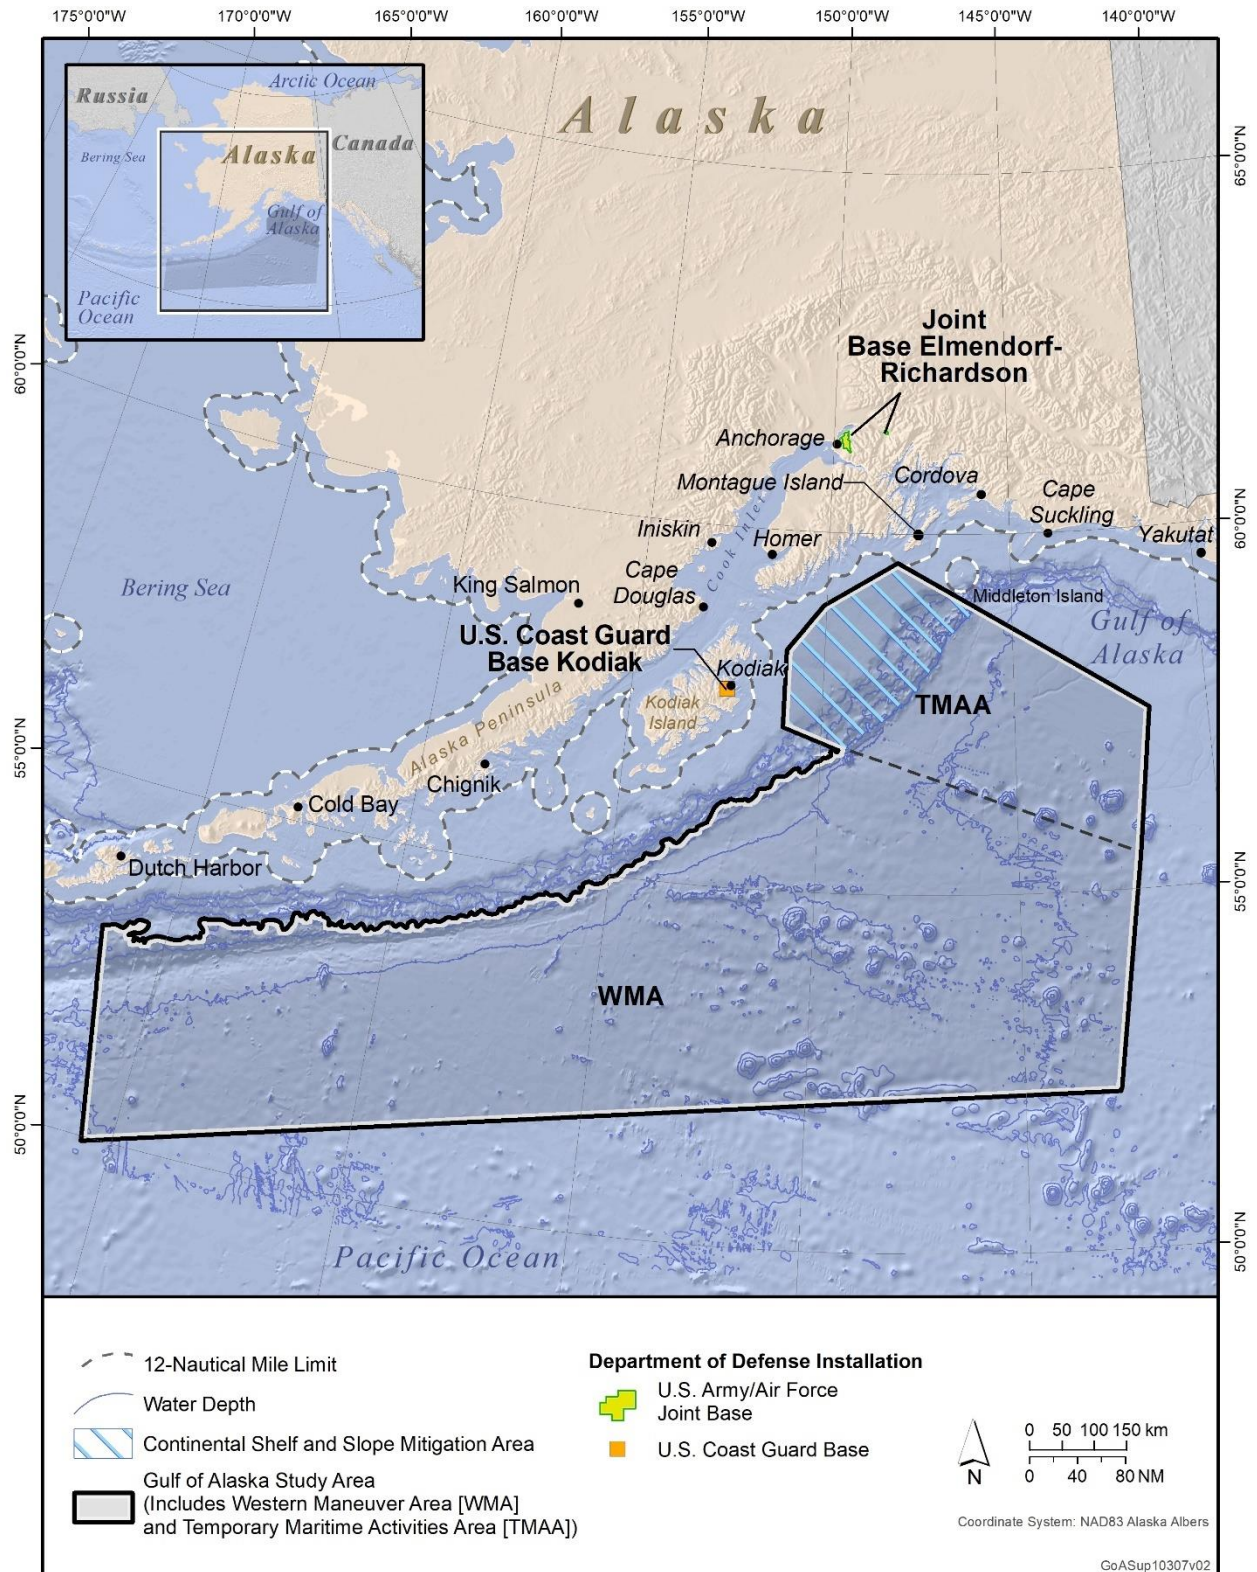 175°0'0"W
170°0'0"W
165°0'0"W
160°0'0"W
155°0'0"W
150°0'0"W
145°0'0"W
140°0'0"W
Arctic Ocean
Russia
Canada
Bering Sea
Alaska
Gulf of
Alaska
Pacific
Ocean
Alaska
65°0'0"N
60°0'0"N
Joint
Base Elmendorf-
Richardson
Anchorage
Montague Island
Cordova
Cape
Suckling
60°0'0"N
Yakutat
Iniskin
Homer
Cook Inlet
Cape
Douglas
King Salmon
Bering Sea
Middleton Island
Gulf of
Alaska
U.S. Coast Guard
Base Kodiak
Kodiak
Kodiak
Island
TMAA
Alaska Peninsula
55°0'0"N
Chignik
Cold Bay
Dutch Harbor
55°0'0"N
WMA
50°0'0"N
50°0'0"N
Pacific Ocean
12-Nautical Mile Limit
Water Depth
Continental Shelf and Slope Mitigation Area
Gulf of Alaska Study Area
(Includes Western Maneuver Area [WMA]
and Temporary Maritime Activities Area [TMAA])
Department of Defense Installation
U.S. Army/Air Force
Joint Base
U.S. Coast Guard Base
N
0 50 100 150 km
0 40 80 NM
Coordinate System: NAD83 Alaska Albers
GoASup10307v02